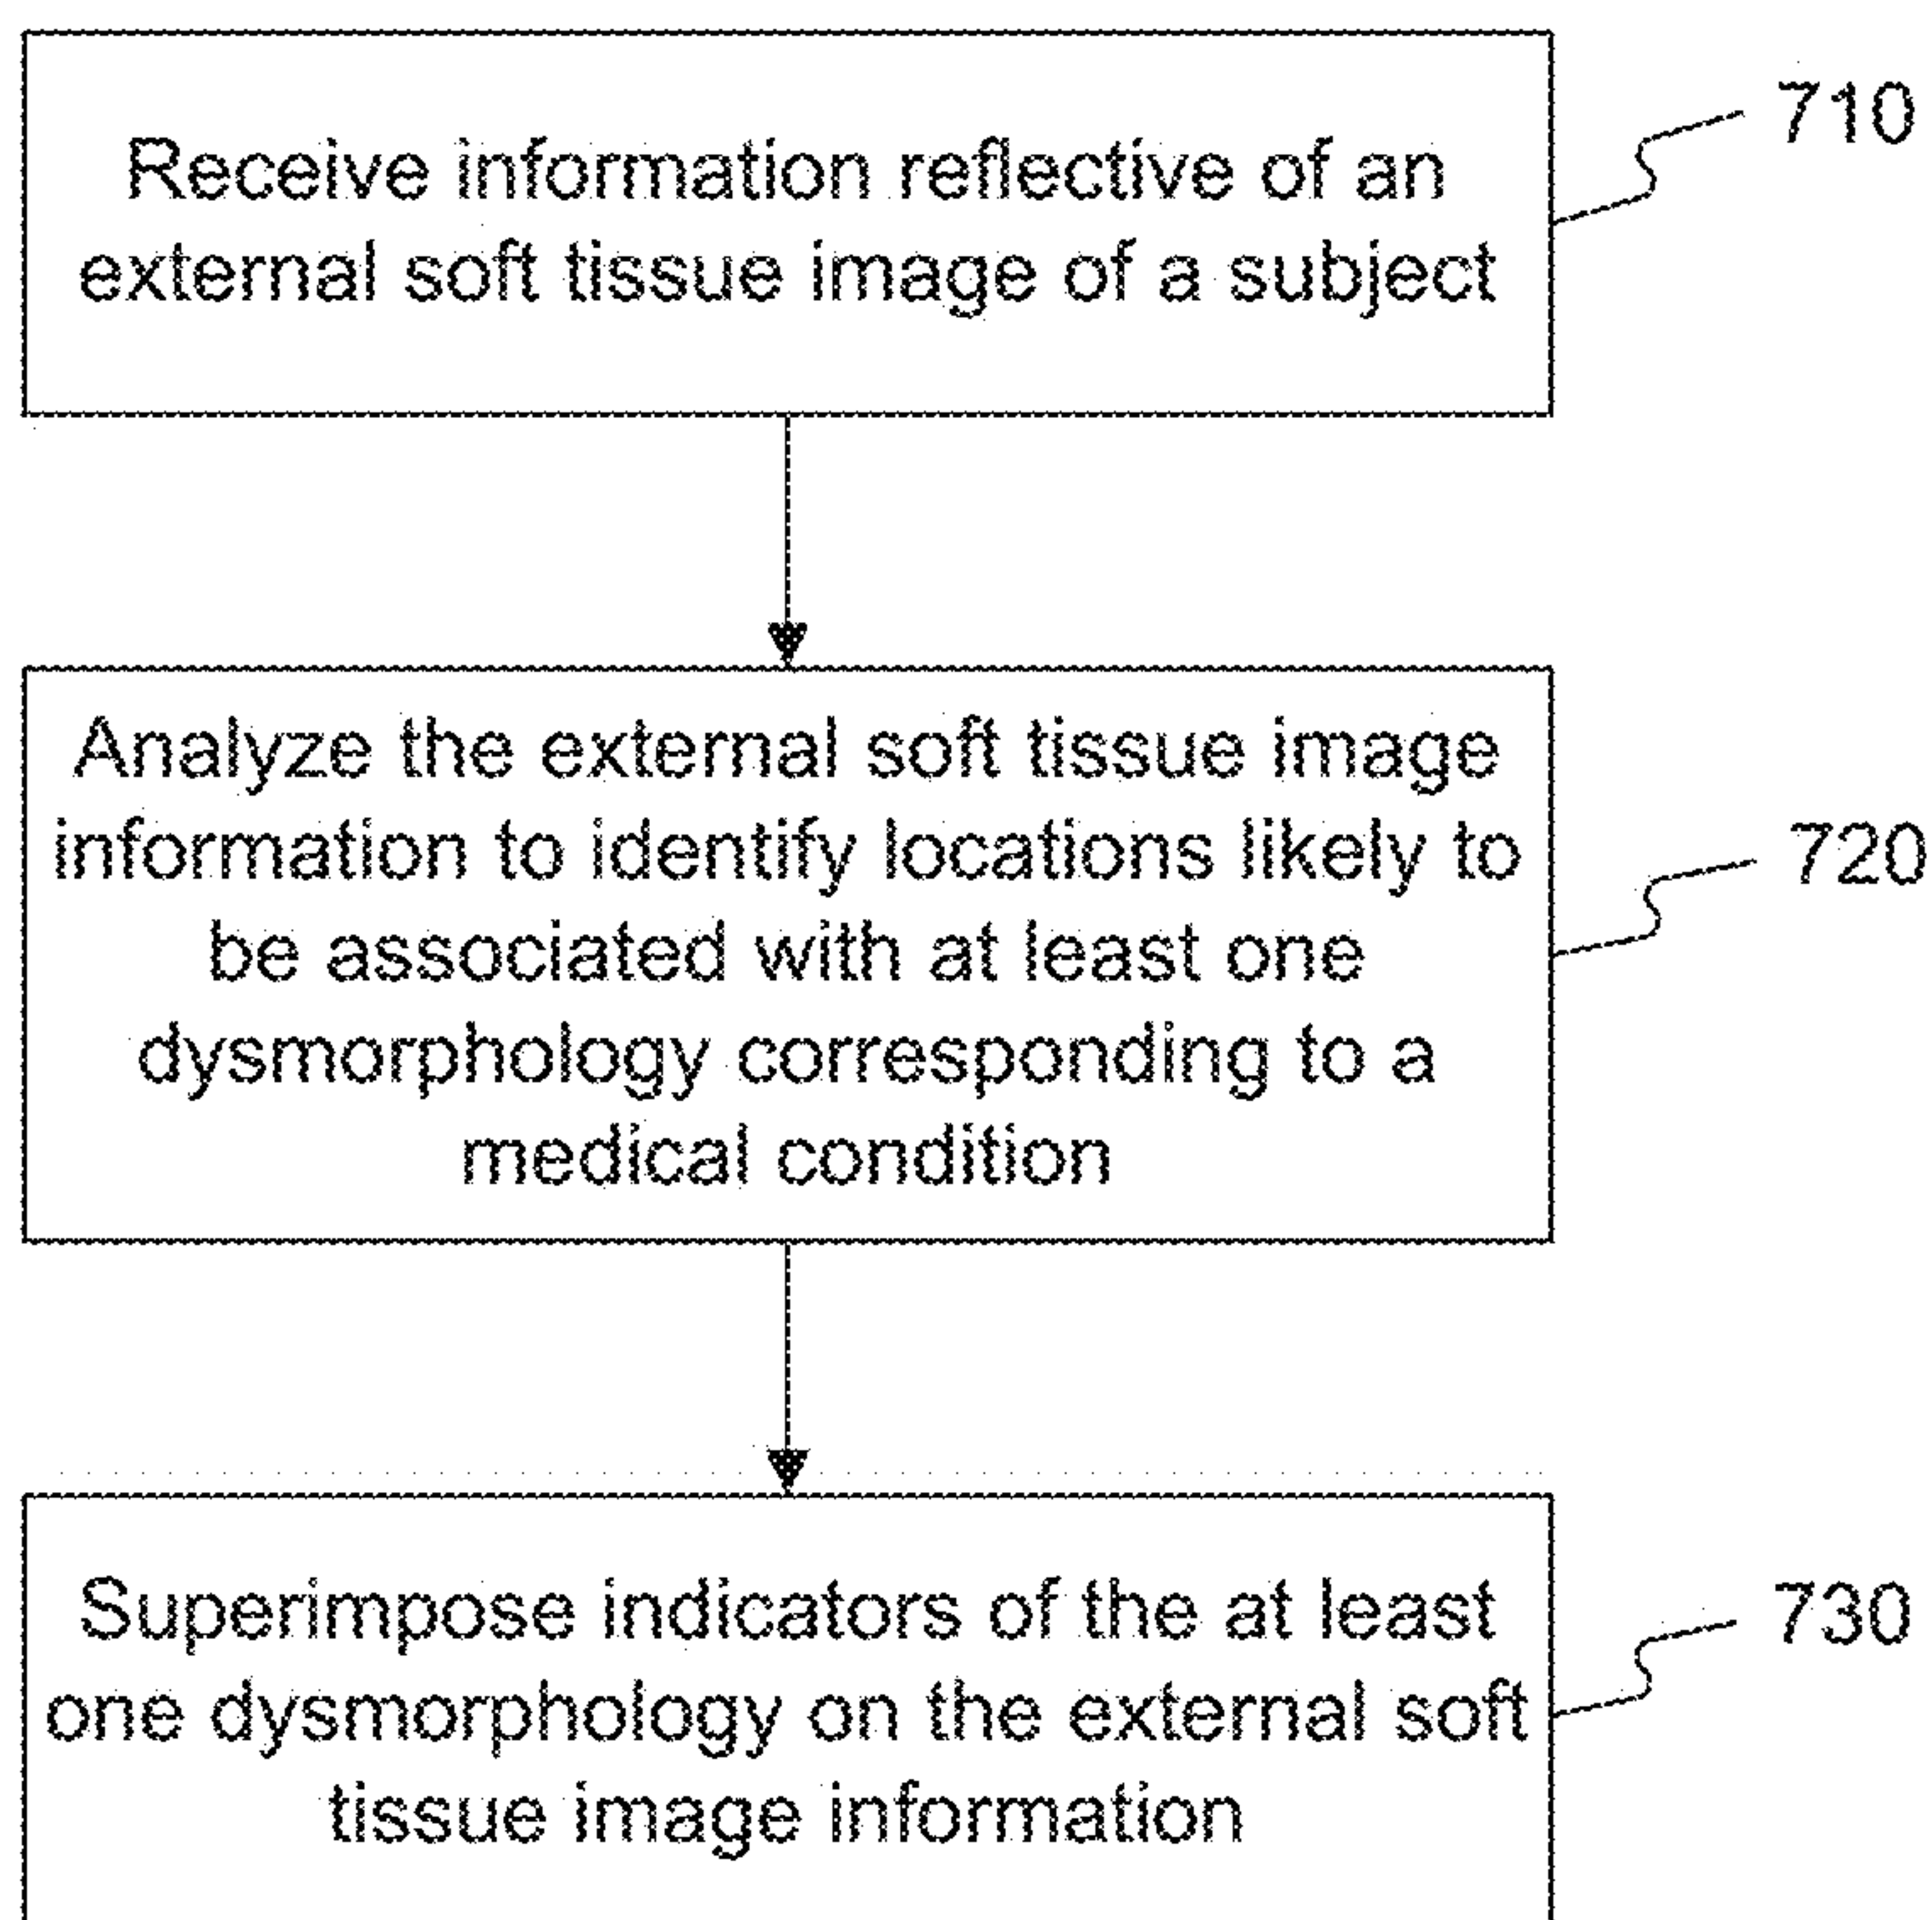 Receive information reflective of an
external soft tissue image of a subject
710
Analyze the external soft tissue image
information to identify locations likely to
be associated with at least one
dysmorphology corresponding to a
medical condition
720
Superimpose indicators of the at least
one dysmorphology on the external soft
tissue image information
730